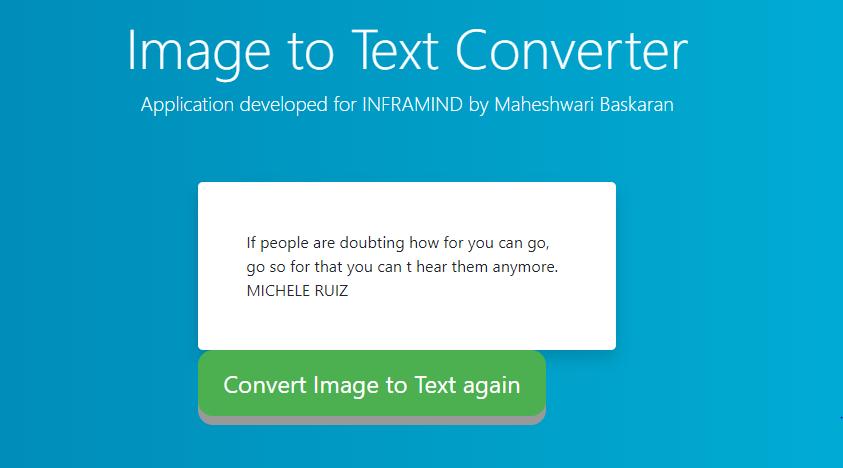 Image to Text Converter
Application developed for INFRAMIND by Maheshwari Baskaran
If people are doubting how for you can go,
go so for that you can t hear them anymore.
MICHELE RUIZ
Convert Image to Text again